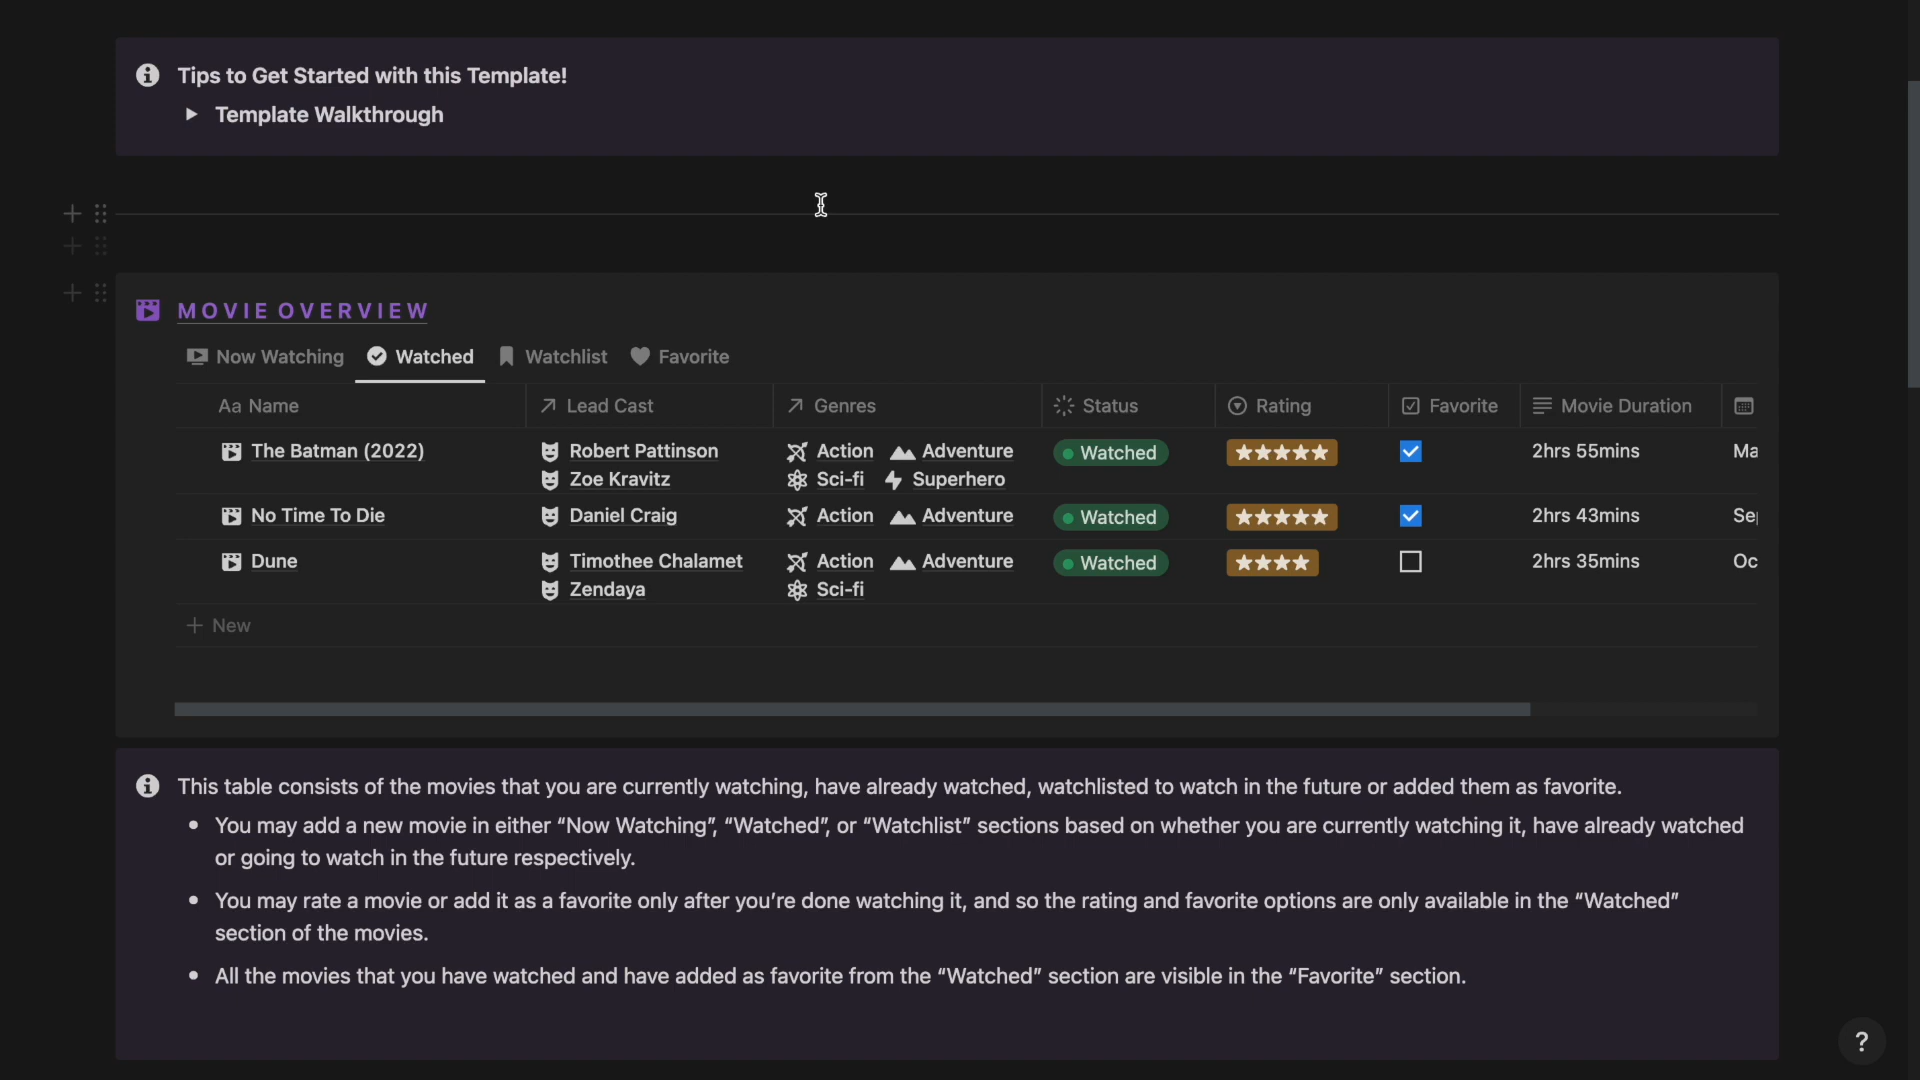 Tips to Get Started with this Template!
Template Walkthrough
MOVIE OVERVIEW
Now Watching Watched Watchlist Favorite
Aa Name Lead Cast Genres Status Rating Favorite Movie Duration
The Batman (2022) Robert Pattinson Action Adventure Watched ★★★★★ 2hrs 55mins Ma
Zoe Kravitz Sci-fi Superhero
No Time To Die Daniel Craig Action Adventure Watched ★★★★★ 2hrs 43mins Se
Dune Timothee Chalamet Action Adventure Watched ★★★★ 2hrs 35mins Oc
Zendaya Sci-fi
+ New
This table consists of the movies that you are currently watching, have already watched, watchlisted to watch in the future or added them as favorite.
• You may add a new movie in either “Now Watching”, “Watched”, or “Watchlist” sections based on whether you are currently watching it, have already watched
or going to watch in the future respectively.
• You may rate a movie or add it as a favorite only after you’re done watching it, and so the rating and favorite options are only available in the “Watched”
section of the movies.
• All the movies that you have watched and have added as favorite from the “Watched” section are visible in the “Favorite” section.
?